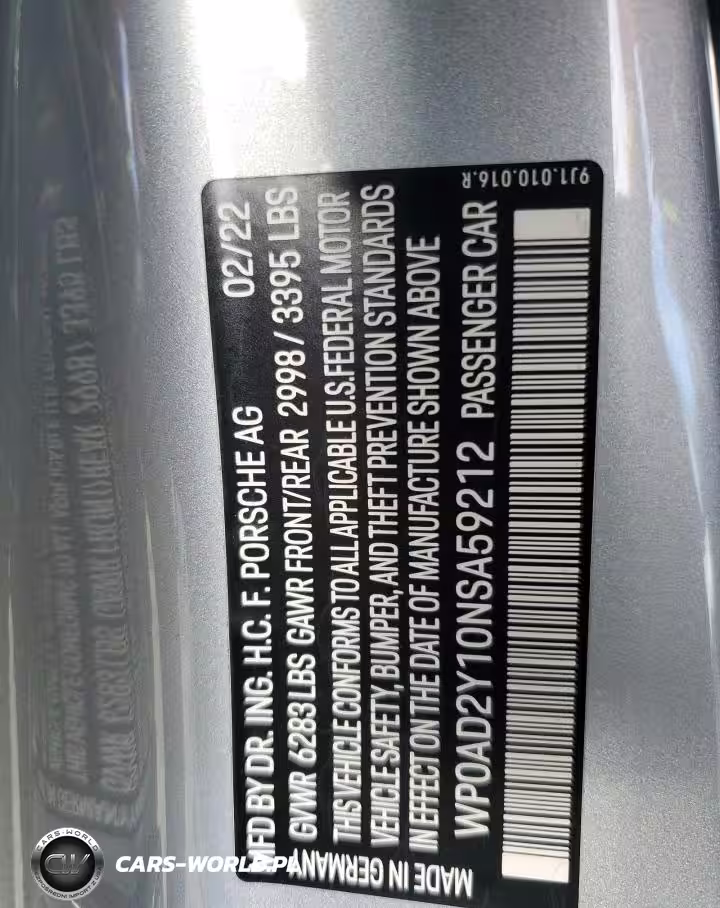 MFD BY DR. ING. H.C. F. PORSCHE AG 02/22
GVWR 6283 LBS GAWR FRONT/REAR 2998 / 3395 LBS
THIS VEHICLE CONFORMS TO ALL APPLICABLE U.S. FEDERAL MOTOR
VEHICLE SAFETY, BUMPER, AND THEFT PREVENTION STANDARDS
IN EFFECT ON THE DATE OF MANUFACTURE SHOWN ABOVE
WP0AD2Y10NSA59212 PASSENGER CAR
MADE IN GERMANY
9J1.010.016.R
CARS-WORLD
CARS-WORLD.PL